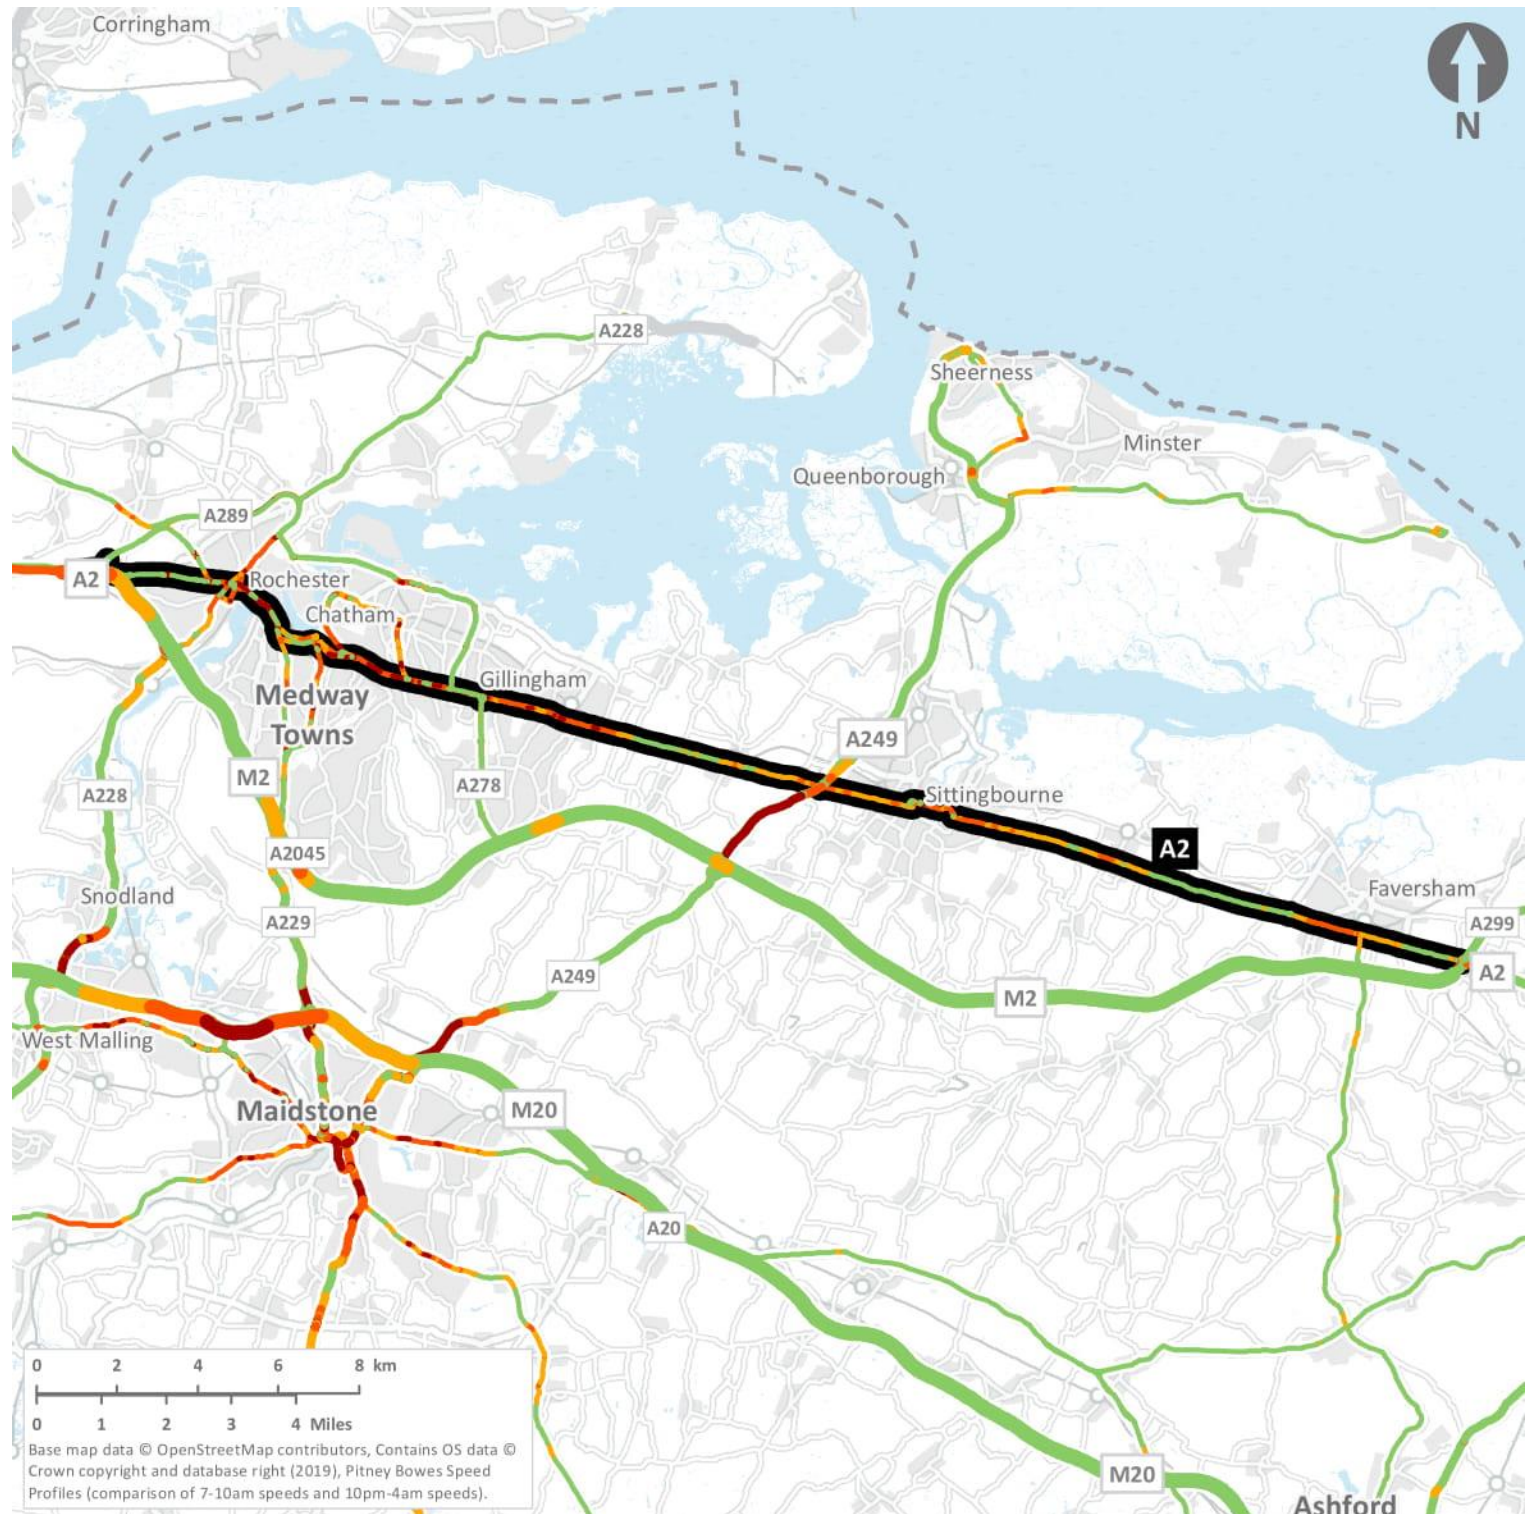 Corringham
N
A228
Sheerness
Minster
Queenborough
A289
A2
Rochester
Chatham
Gillingham
Medway
Towns
A249
M2
A228
A278
Sittingbourne
A2
A2045
Snodland
Faversham
A229
A299
A249
A2
M2
West Malling
Maidstone
M20
A20
0 2 4 6 8 km
0 1 2 3 4 Miles
Base map data © OpenStreetMap contributors, Contains OS data ©
Crown copyright and database right (2019), Pitney Bowes Speed
Profiles (comparison of 7-10am speeds and 10pm-4am speeds).
M20
Ashford